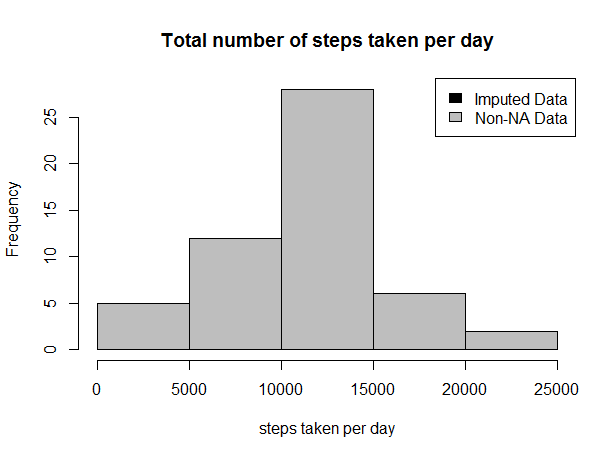 Total number of steps taken per day
Imputed Data
Non-NA Data
Frequency
25
20
15
10
5
0
0 5000 10000 15000 20000 25000
steps taken per day